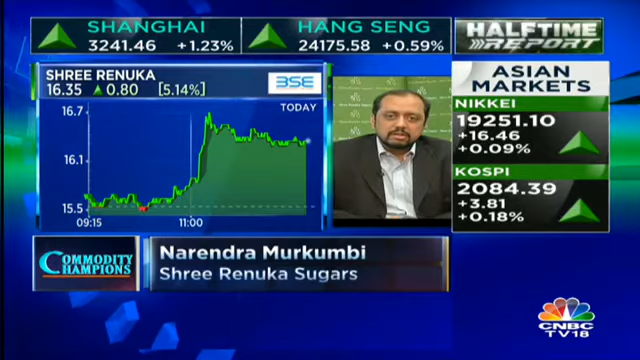 SHANGHAI
3241.46 +1.23%
HANG SENG
24175.58 +0.59%
HALFTIME
REPORT
SHREE RENUKA
16.35 0.80 [5.14%]
BSE
TODAY
16.7
16.1
15.5
09:15 11:00
ASIAN
MARKETS
NIKKEI
19251.10
+16.46
+0.09%
KOSPI
2084.39
+3.81
+0.18%
COMMODITY
CHAMPIONS
Narendra Murkumbi
Shree Renuka Sugars
CNBC
TV18